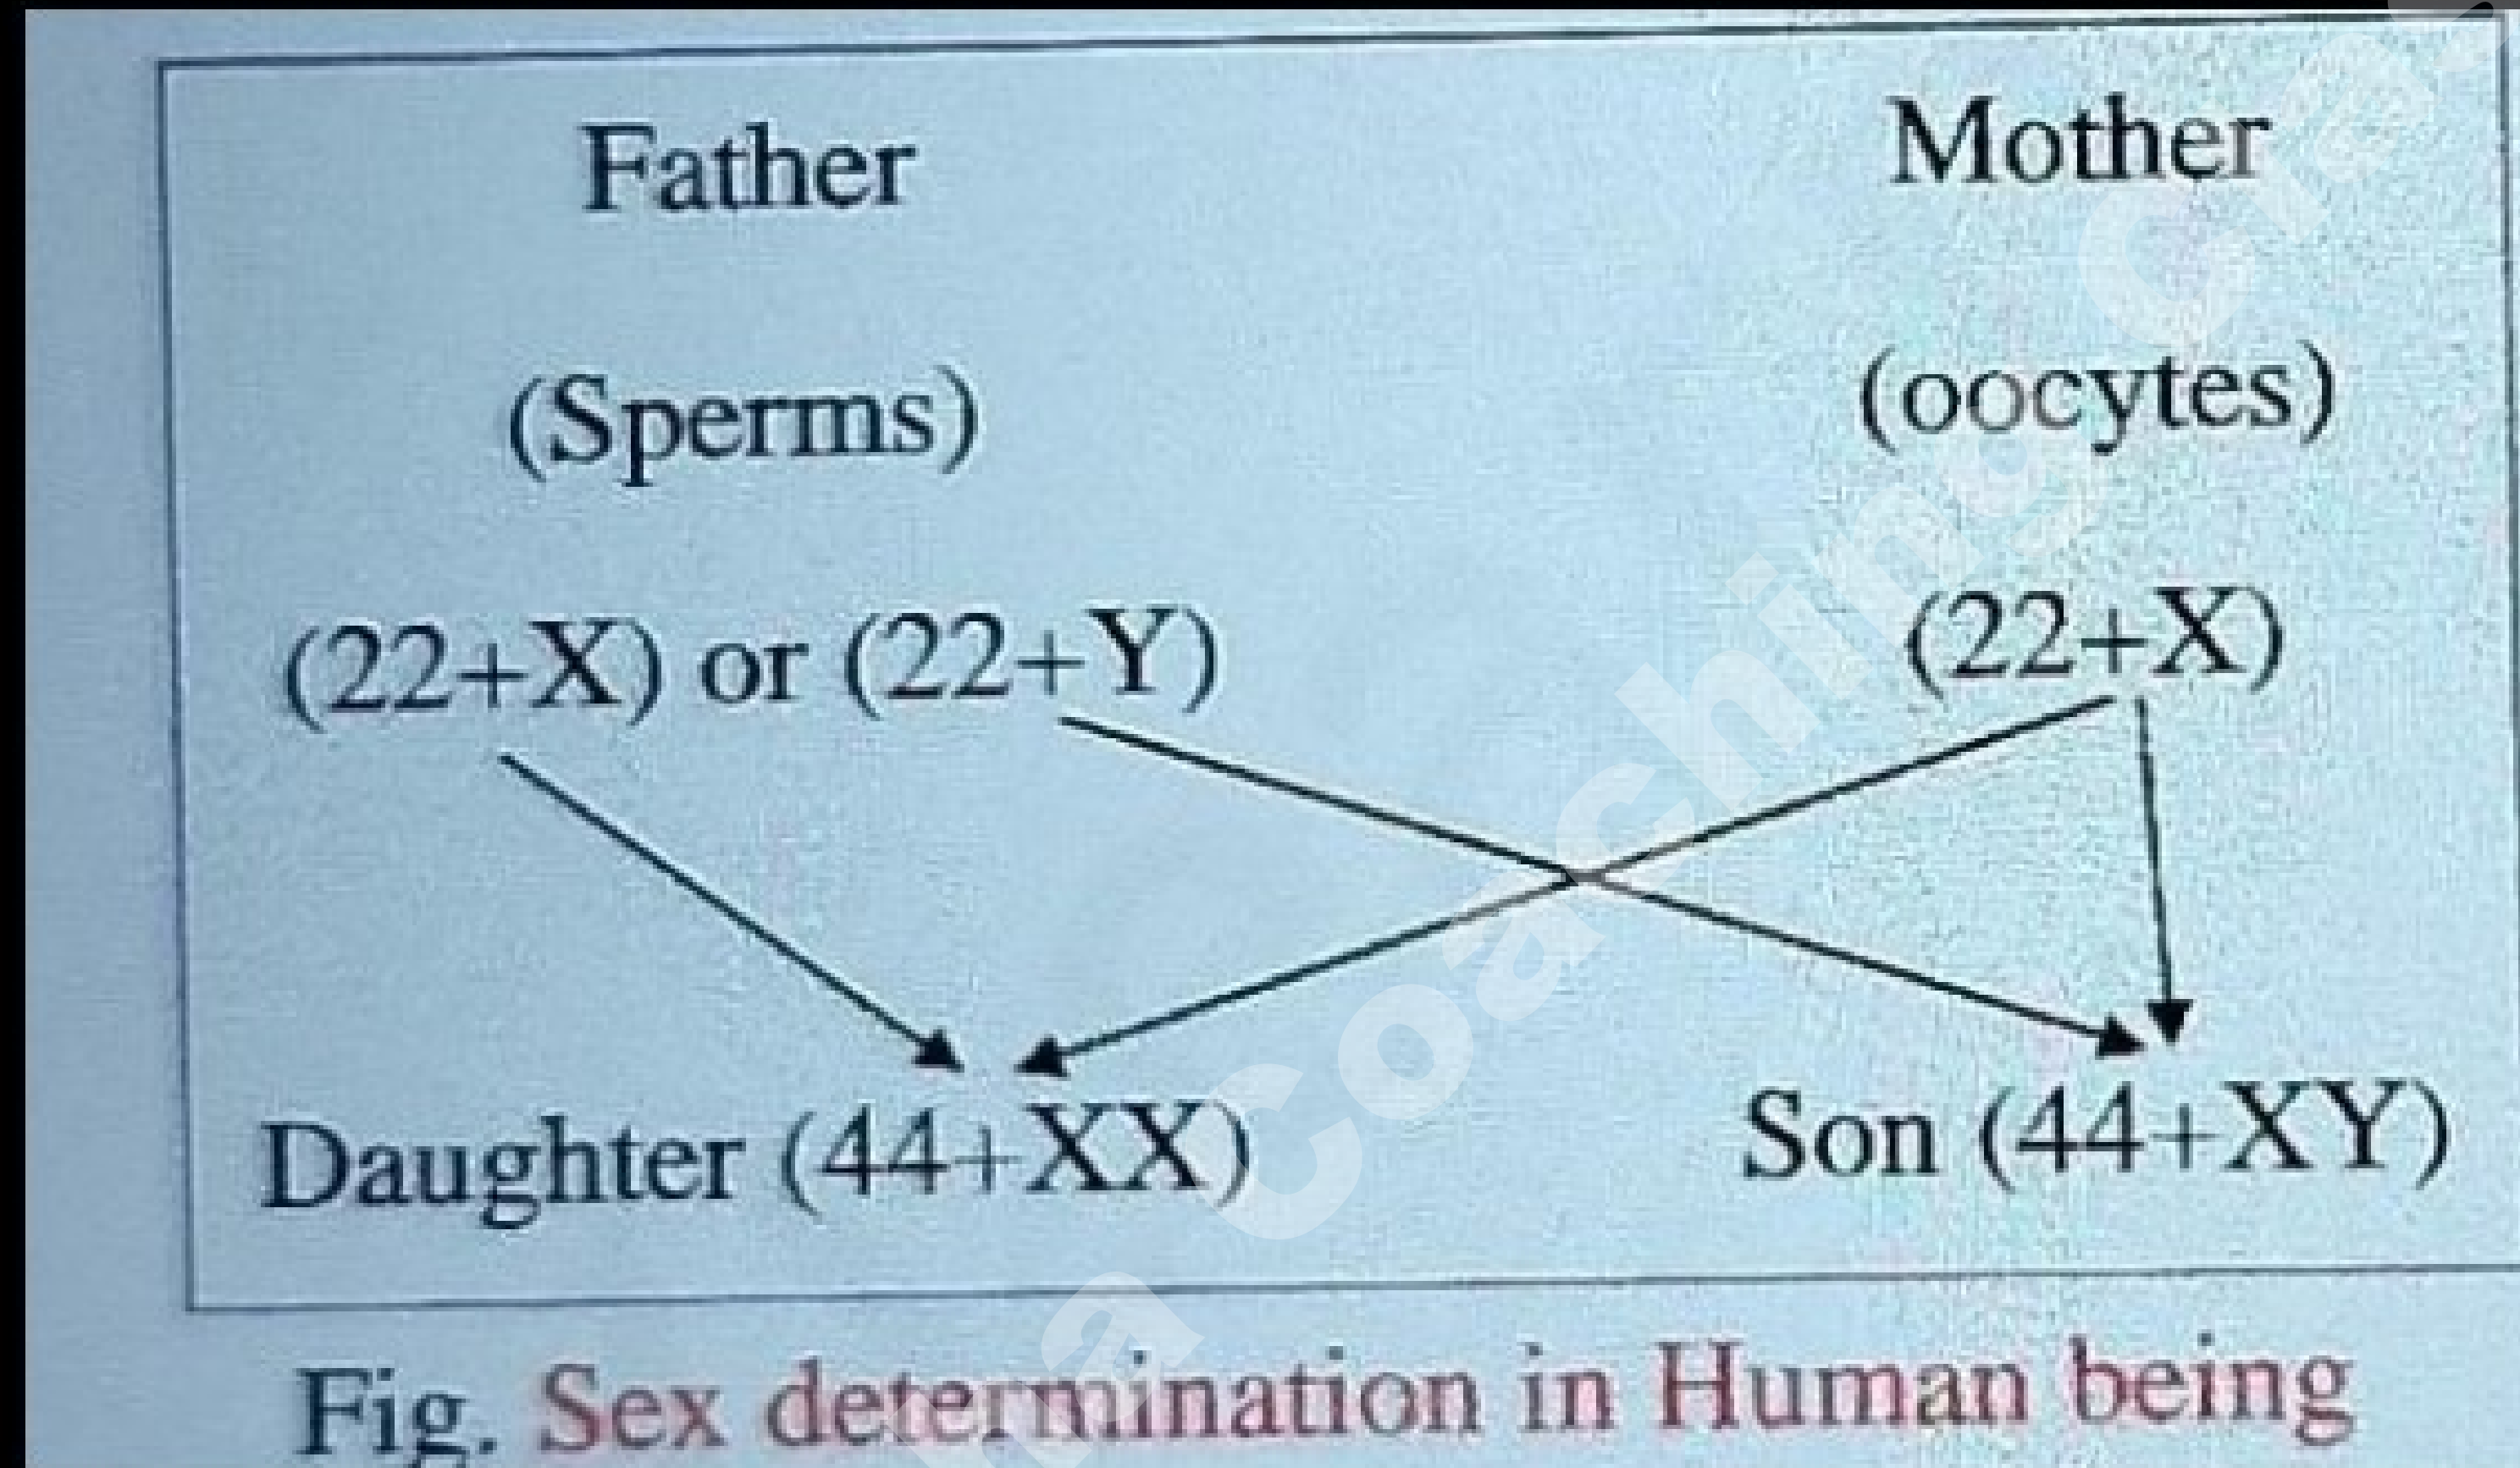 Father Mother
(Sperms) (oocytes)
(22+X) or (22+Y) (22+X)
Daughter (44+XX) Son (44+XY)
Fig. Sex determination in Human being
Coaching